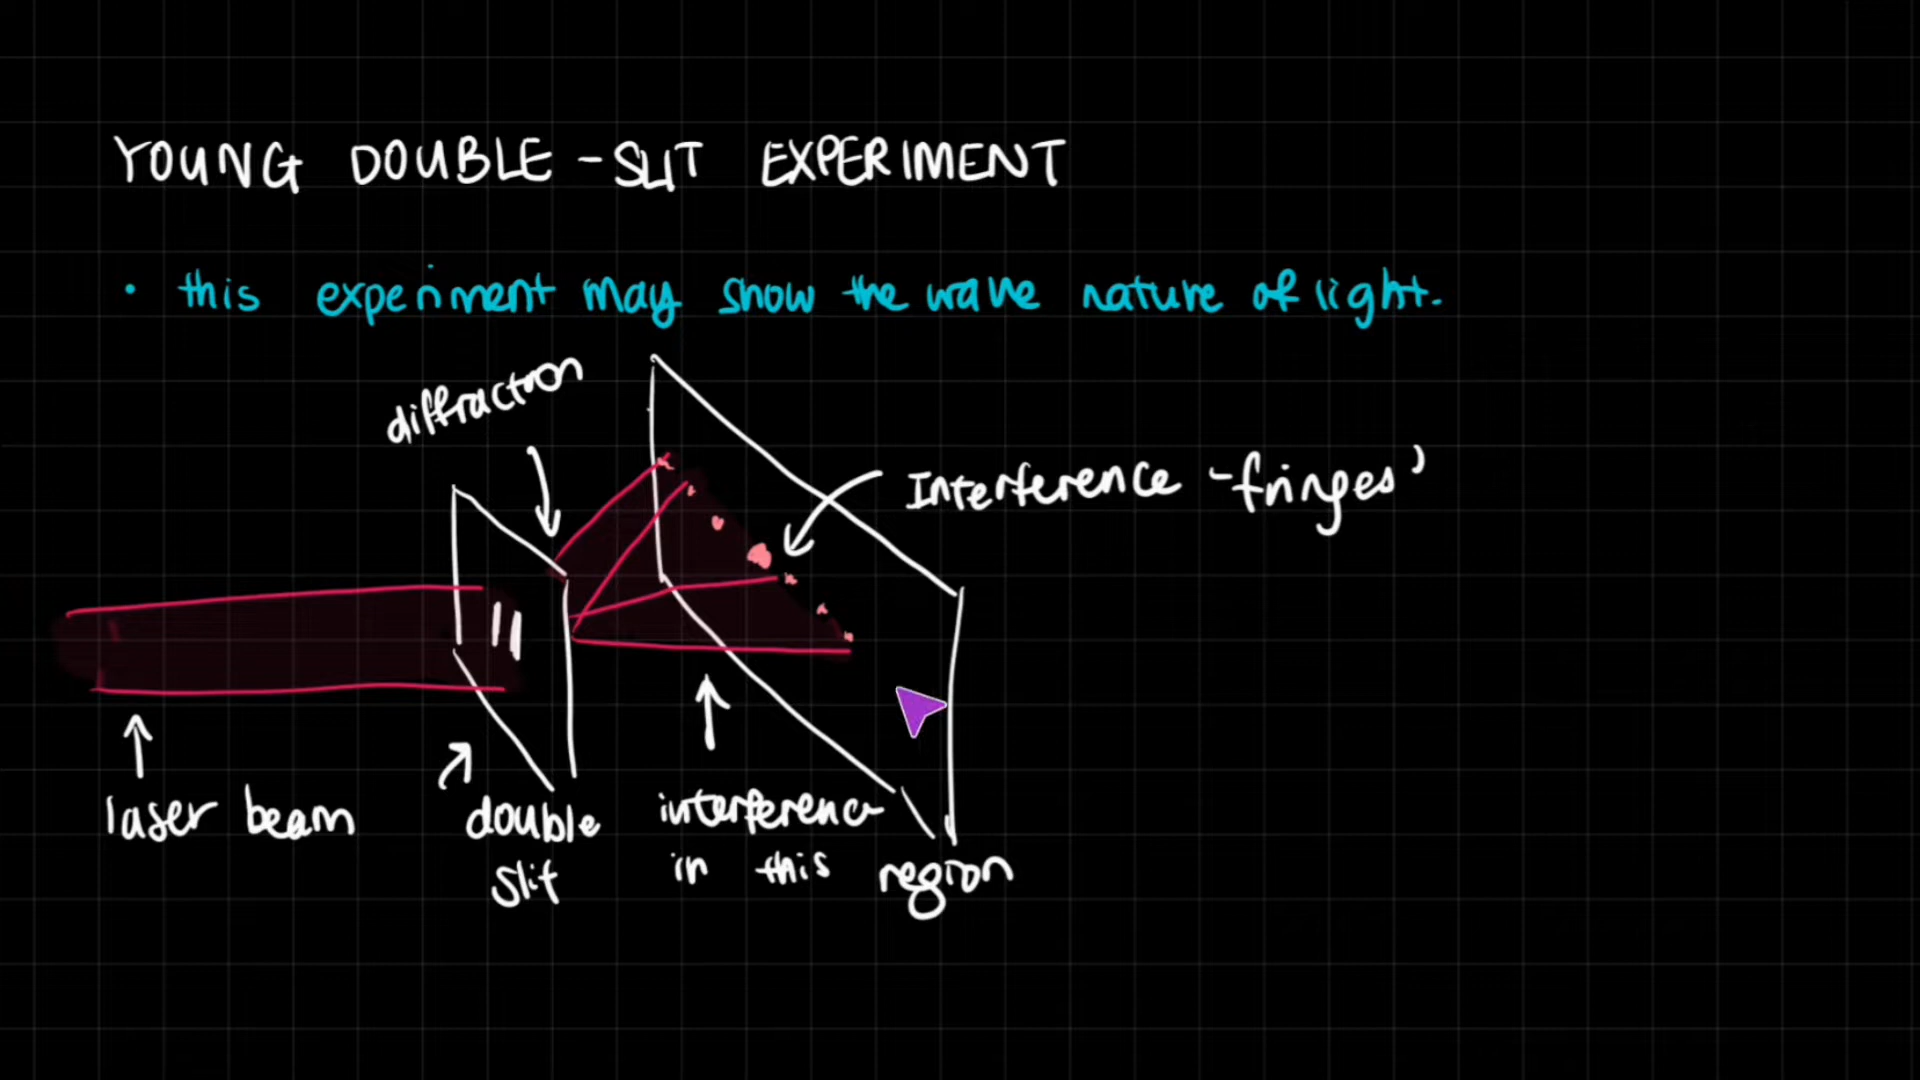 YOUNG DOUBLE-SLIT EXPERIMENT
• this experiment may show the wave nature of light.
diffraction
Interference -fringes'
laser beam
double
slit
interference
in this region